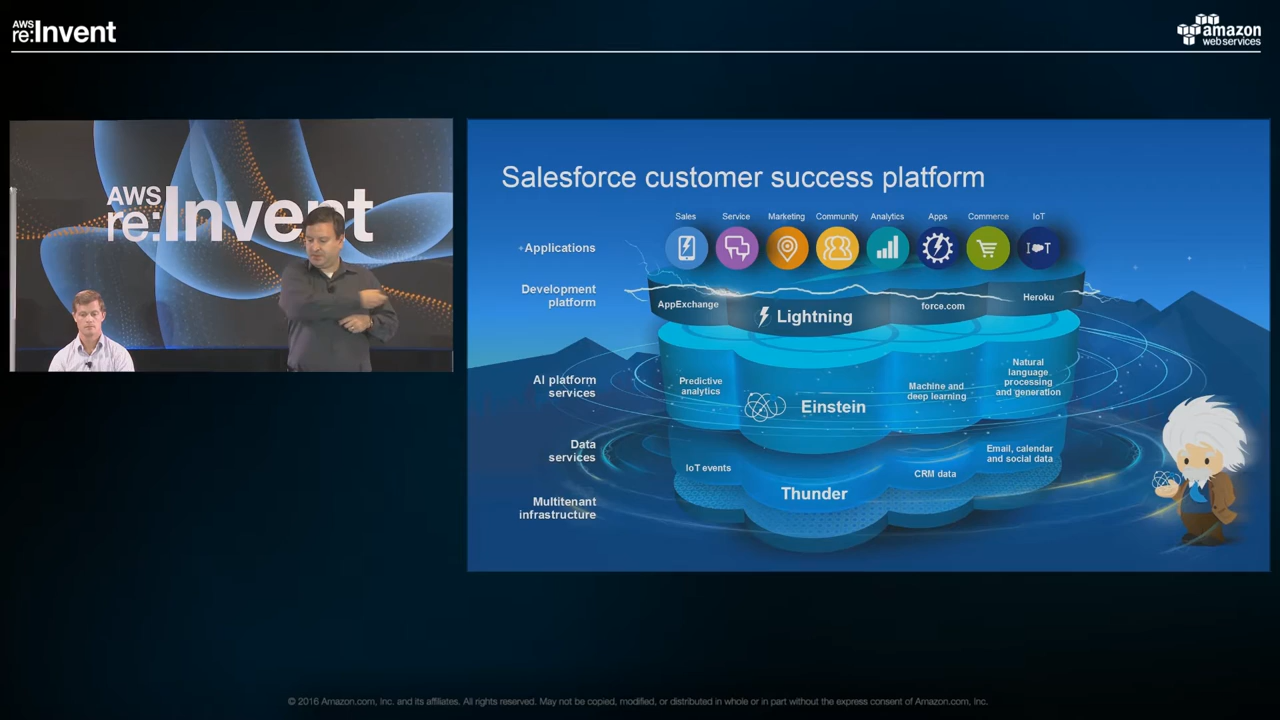 AWS
re:Invent
amazon
web services
AWS
re:Invent
Salesforce customer success platform
Sales
Service
Marketing
Community
Analytics
Apps
Commerce
IoT
Applications
I T
Development
platform
AppExchange
Lightning
force.com
Heroku
AI platform
services
Predictive
analytics
Einstein
Machine and
deep learning
Natural
language
processing
and generation
Data
services
IoT events
Thunder
CRM data
Email, calendar
and social data
Multitenant
infrastructure
© 2016 Amazon.com, Inc. and its affiliates. All rights reserved. May not be copied, modified, or distributed in whole or in part without the express consent of Amazon.com, Inc.